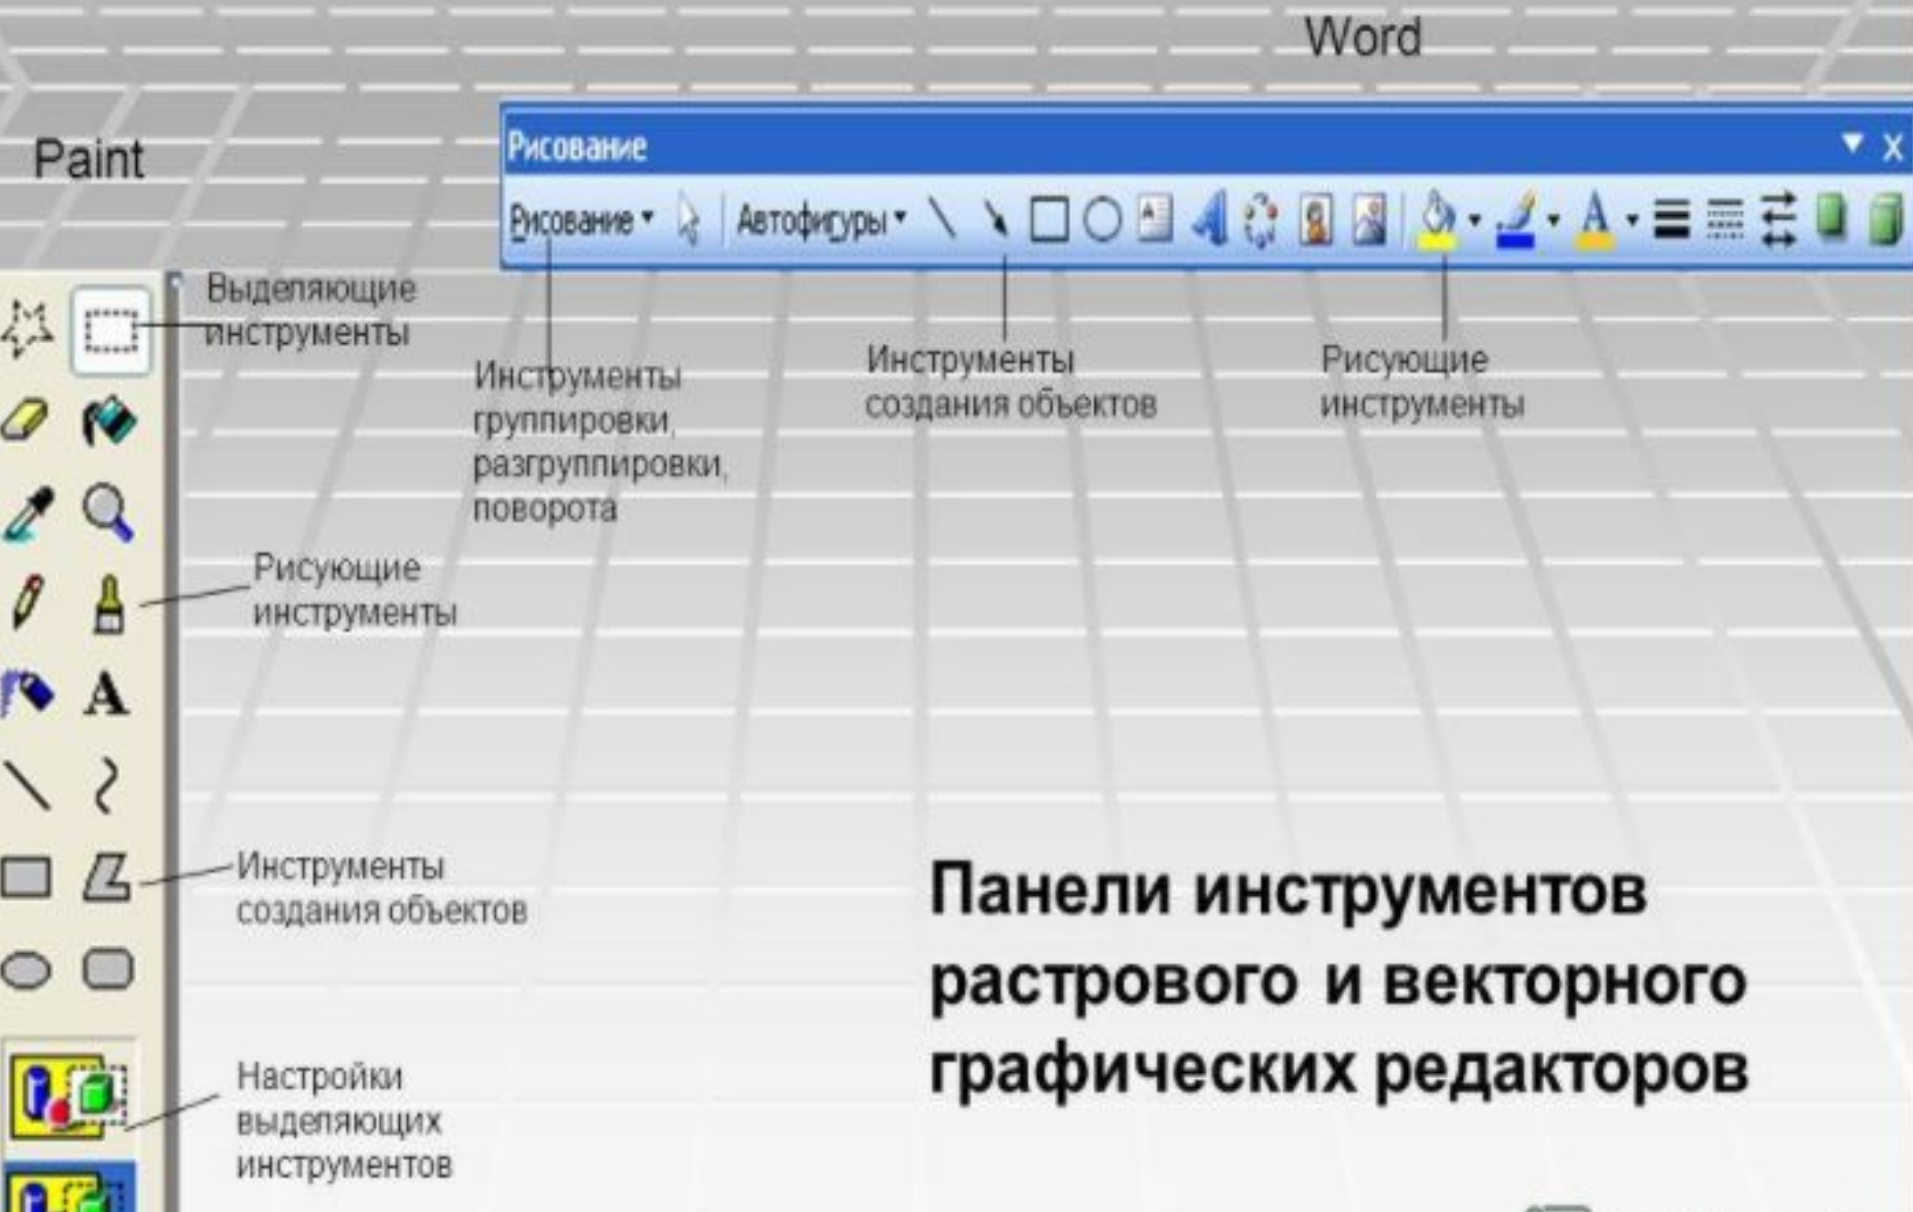 Word
Paint
Рисование
Рисование
Автофигуры
A
Выделяющие
инструменты
Инструменты
группировки,
разгруппировки,
поворота
Инструменты
создания объектов
Рисующие
инструменты
Рисующие
инструменты
A
Инструменты
создания объектов
Панели инструментов
растрового и векторного
графических редакторов
Настройки
выделяющих
инструментов